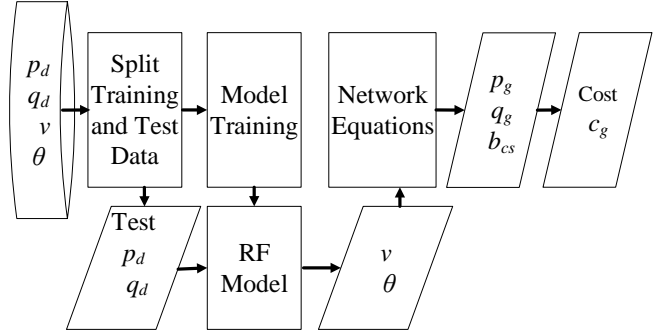 p_d
q_d
v
θ
Split
Training
and Test
Data
Model
Training
Network
Equations
p_g
q_g
b_cs
Cost
c_g
Test
p_d
q_d
RF
Model
v
θ